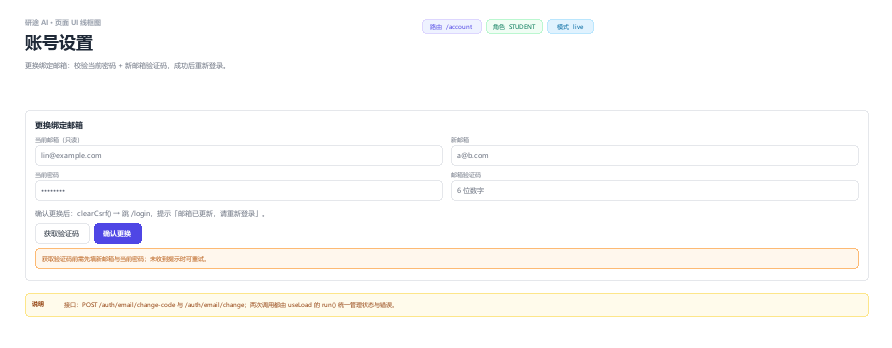 研途 AI · 页面 UI 线框图
路由 /account 角色 STUDENT 模式 live
账号设置
更换绑定邮箱：校验当前密码 + 新邮箱验证码，成功后重新登录。
更换绑定邮箱
当前邮箱（只读） 新邮箱
lin@example.com a@b.com
当前密码 邮箱验证码
•••••••• 6 位数字
确认更换后：clearCsrf() → 跳 /login，提示「邮箱已更新，请重新登录」。
获取验证码 确认更换
获取验证码前需先填新邮箱与当前密码；未收到提示时可重试。
说明 接口：POST /auth/email/change-code 与 /auth/email/change；两次调用都由 useLoad 的 run() 统一管理状态与错误。